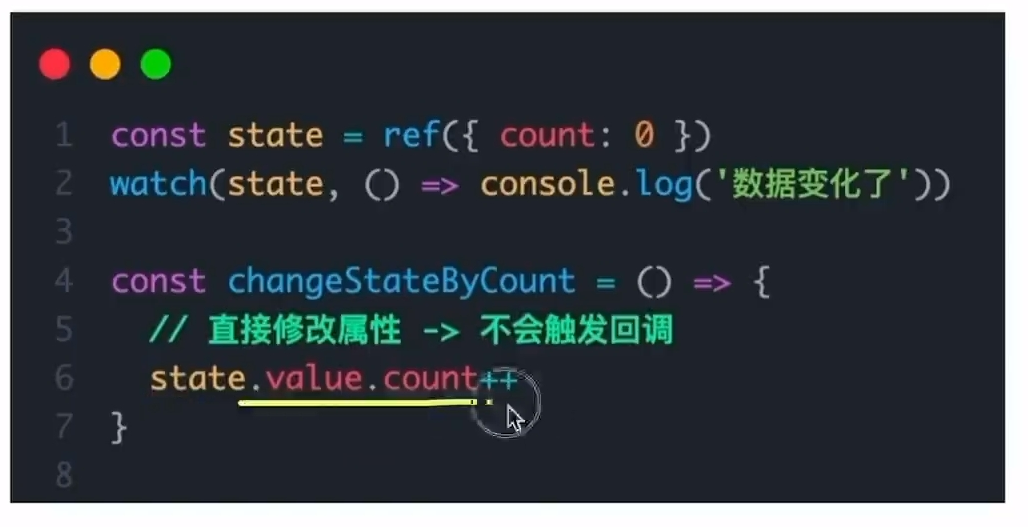 1 const state = ref({ count: 0 })
2 watch(state, () => console.log('数据变化了'))
3
4 const changeStateByCount = () => {
5 // 直接修改属性 -> 不会触发回调
6 state.value.count++
7 }
8